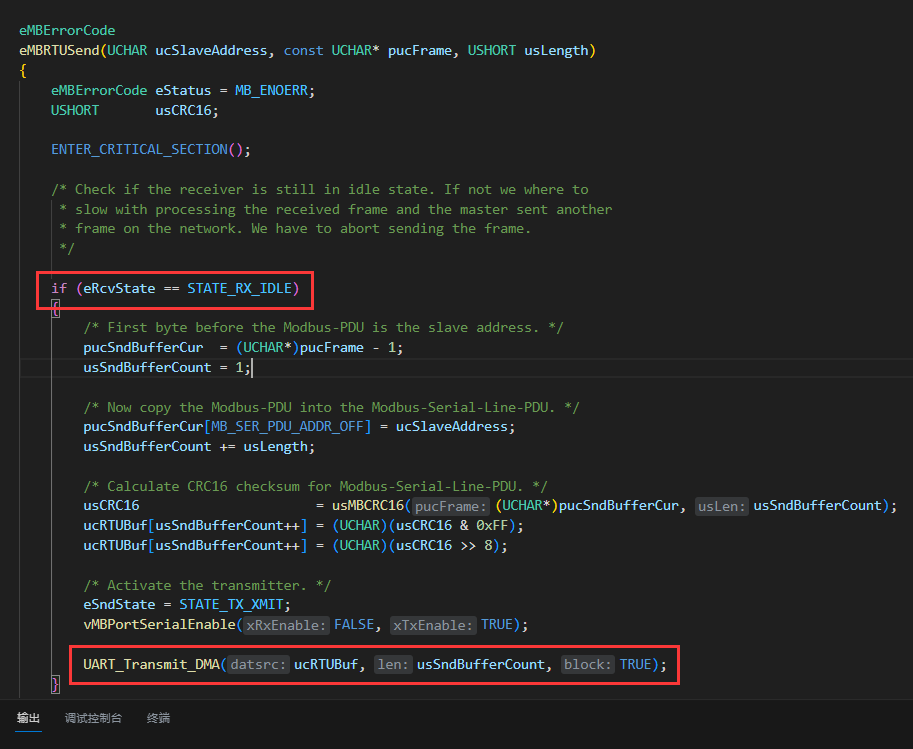 eMBErrorCode
eMBRTUSend(UCHAR ucSlaveAddress, const UCHAR* pucFrame, USHORT usLength)
{
    eMBErrorCode eStatus = MB_ENOERR;
    USHORT       usCRC16;
    ENTER_CRITICAL_SECTION();
    /* Check if the receiver is still in idle state. If not we where to
     * slow with processing the received frame and the master sent another
     * frame on the network. We have to abort sending the frame.
     */
    if (eRcvState == STATE_RX_IDLE)
    {
        /* First byte before the Modbus-PDU is the slave address. */
        pucSndBufferCur  = (UCHAR*)pucFrame - 1;
        usSndBufferCount = 1;
        /* Now copy the Modbus-PDU into the Modbus-Serial-Line-PDU. */
        pucSndBufferCur[MB_SER_PDU_ADDR_OFF] = ucSlaveAddress;
        usSndBufferCount += usLength;
        /* Calculate CRC16 checksum for Modbus-Serial-Line-PDU. */
        usCRC16                      = usMBCRC16(pucFrame: (UCHAR*)pucSndBufferCur, usLen: usSndBufferCount);
        ucRTUBuf[usSndBufferCount++] = (UCHAR)(usCRC16 & 0xFF);
        ucRTUBuf[usSndBufferCount++] = (UCHAR)(usCRC16 >> 8);
        /* Activate the transmitter. */
        eSndState = STATE_TX_XMIT;
        vMBPortSerialEnable(xRxEnable: FALSE, xTxEnable: TRUE);
        UART_Transmit_DMA(datsrc: ucRTUBuf, len: usSndBufferCount, block: TRUE);
    }
输出 调试控制台 终端